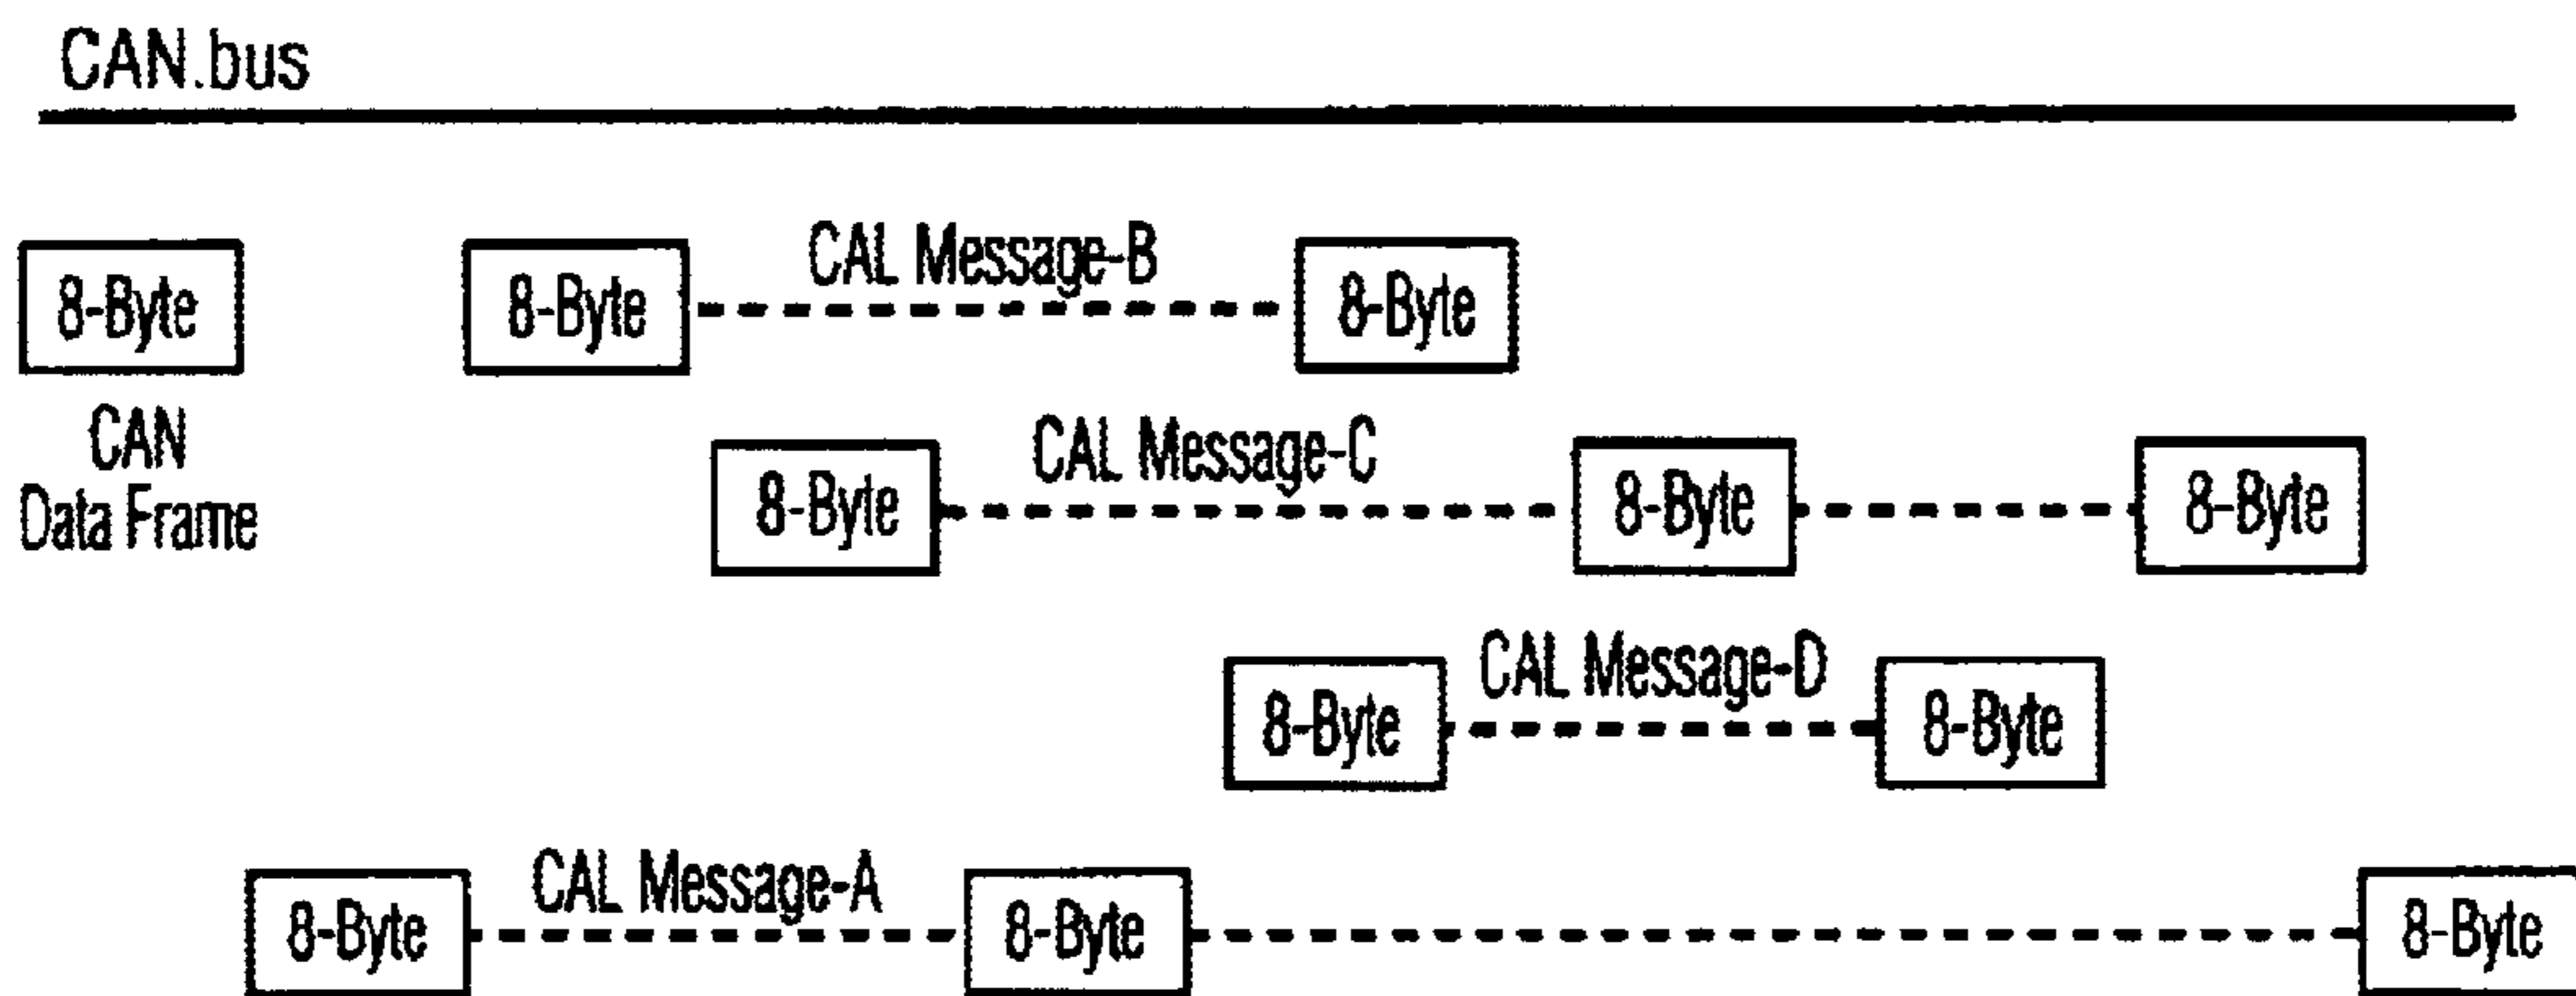 CAN.bus
8-Byte
CAN
Data Frame
8-Byte
CAL Message-B
8-Byte
8-Byte
CAL Message-C
8-Byte
8-Byte
8-Byte
CAL Message-D
8-Byte
8-Byte
CAL Message-A
8-Byte
8-Byte